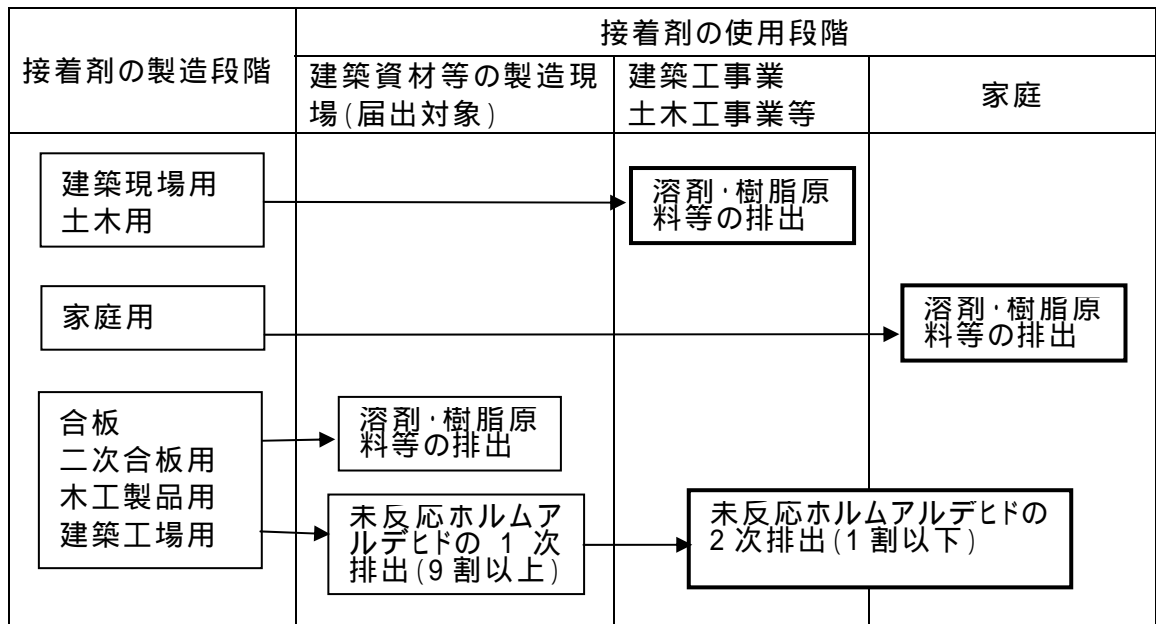 接着剤の製造段階
接着剤の使用段階
建築資材等の製造現
場(届出対象)
建築工事業
土木工事業等
家庭
建築現場用
土木用
溶剤・樹脂原
料等の排出
家庭用
溶剤・樹脂原
料等の排出
合板
二次合板用
木工製品用
建築工場用
溶剤・樹脂原
料等の排出
未反応ホルムア
ルデヒドの 1 次
排出(9 割以上)
未反応ホルムアルデヒドの
2 次排出(1 割以下)